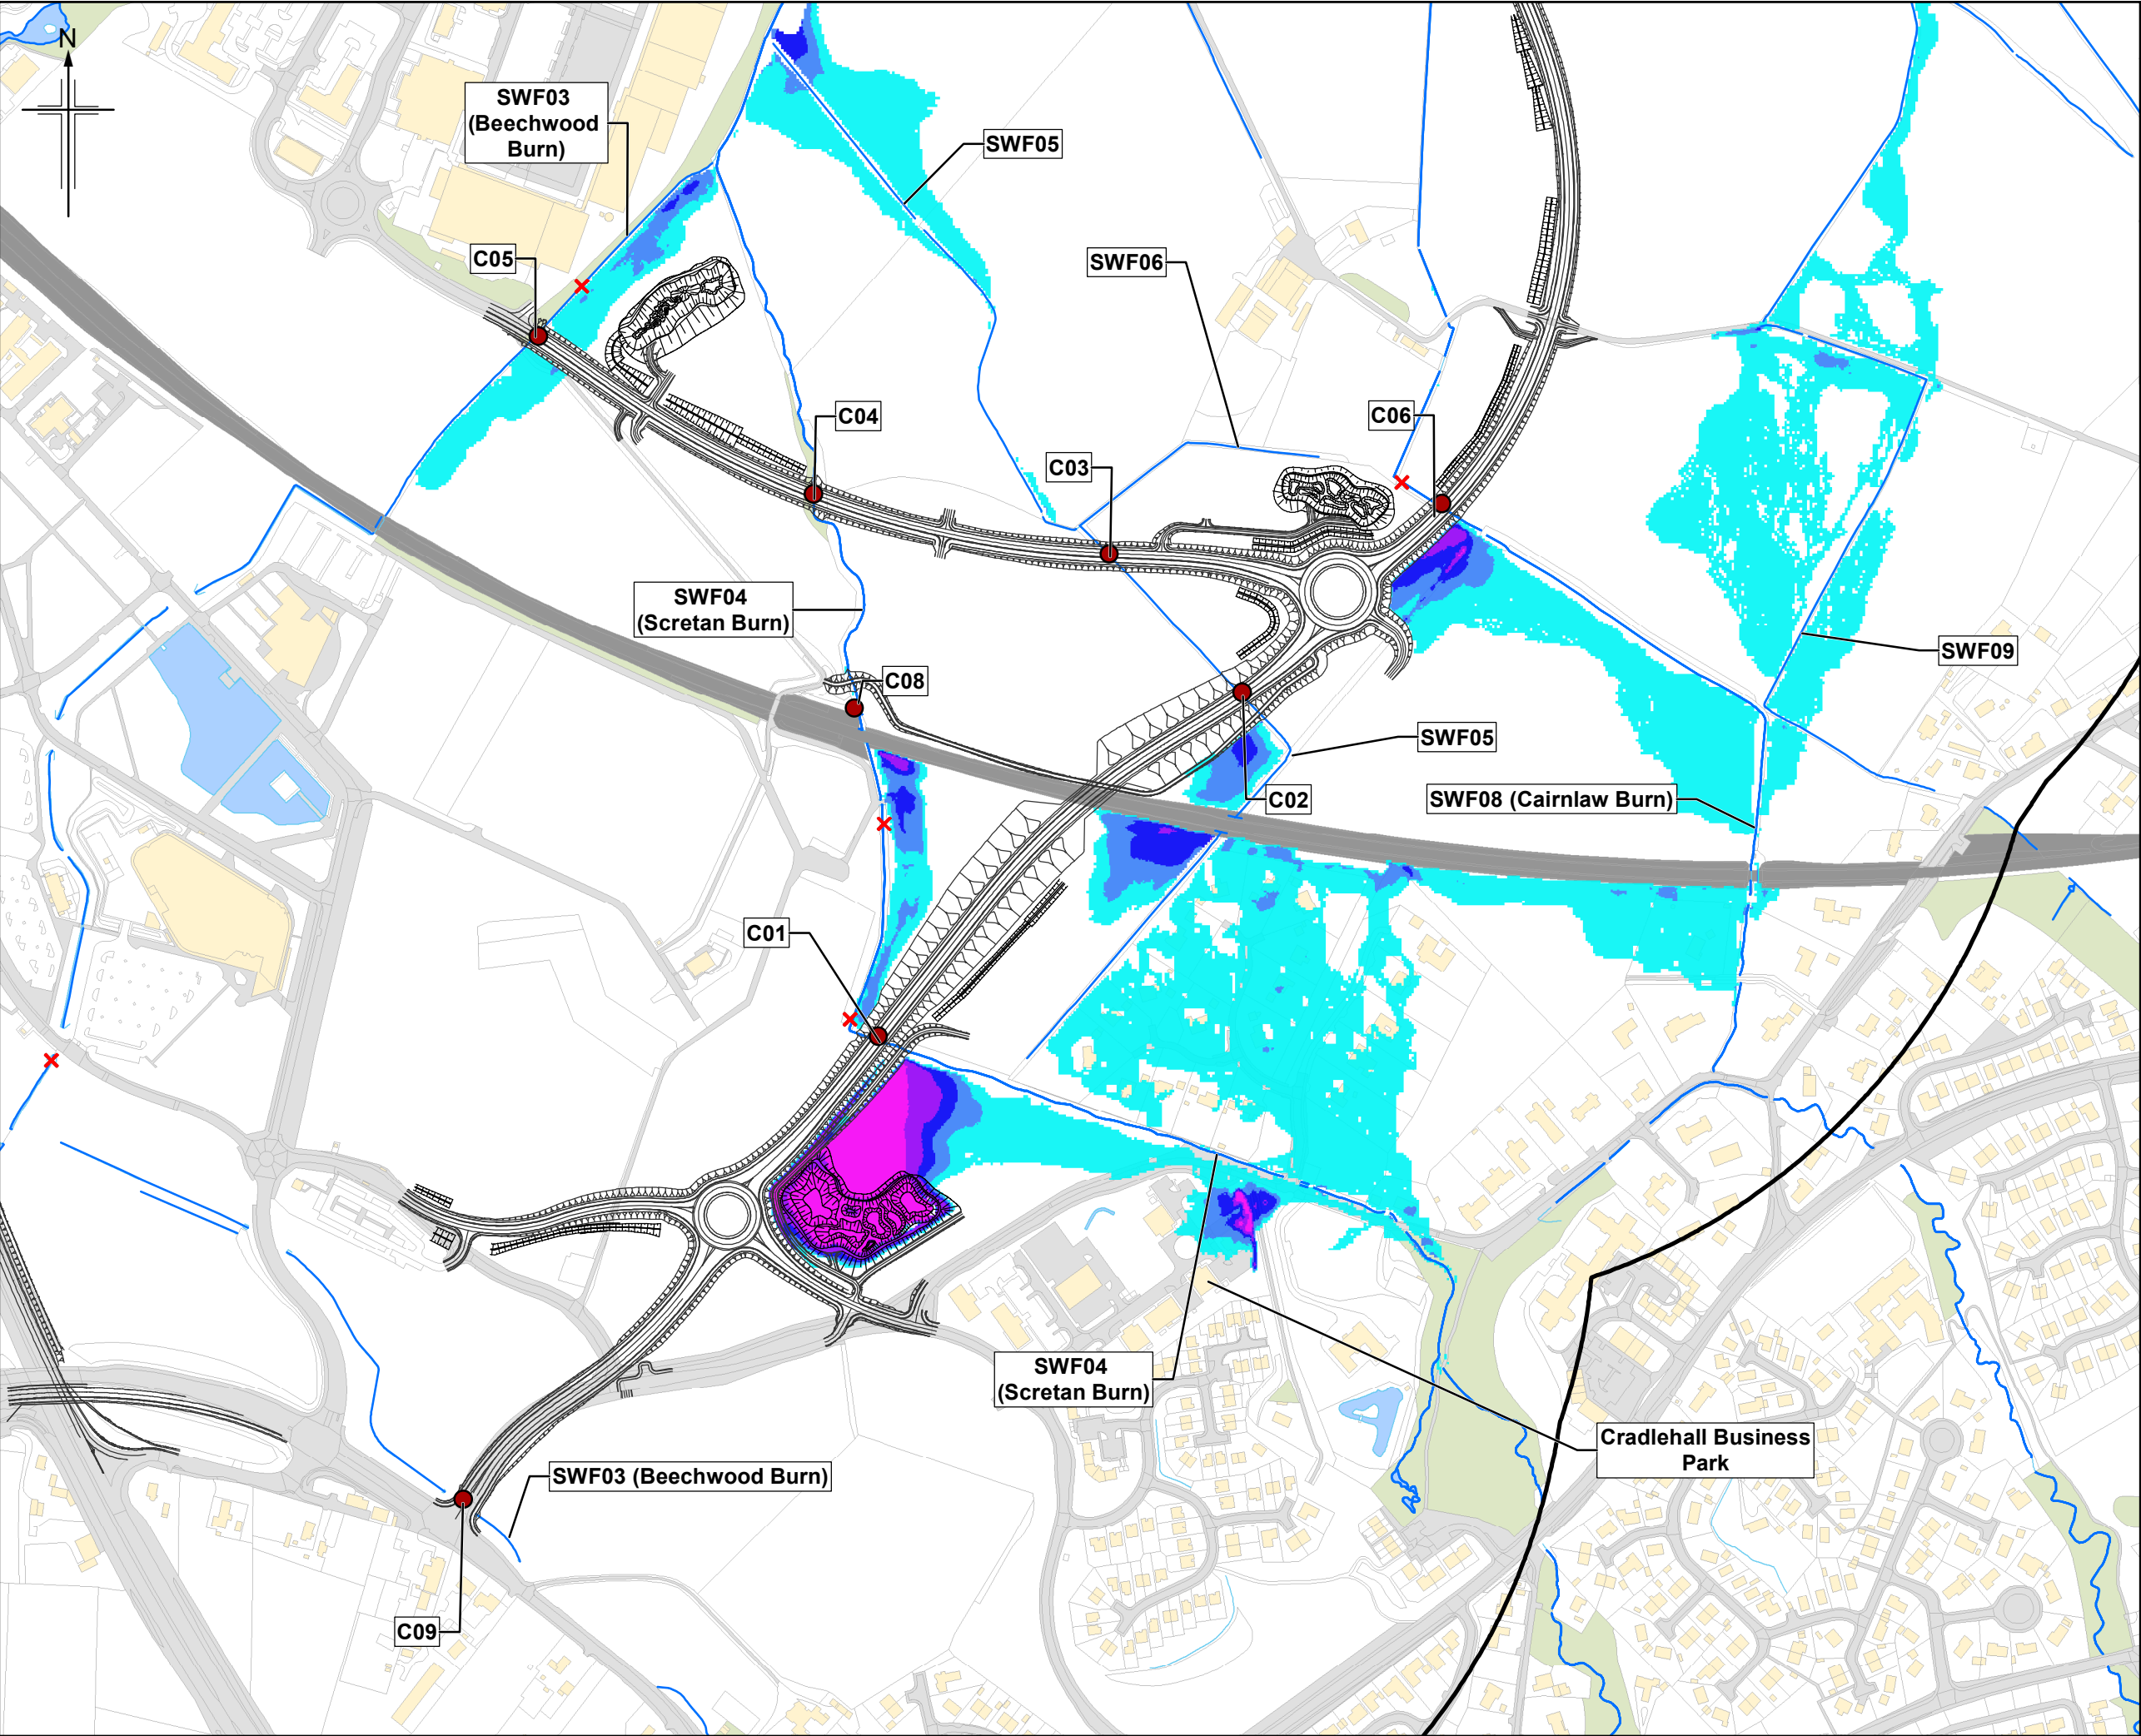 N
SWF03
(Beechwood
Burn)
SWF05
C05
SWF06
C04
C06
C03
SWF04
(Scretan Burn)
SWF09
C08
SWF05
C02
SWF08 (Cairnlaw Burn)
C01
SWF04
(Scretan Burn)
Cradlehall Business
Park
SWF03 (Beechwood Burn)
C09